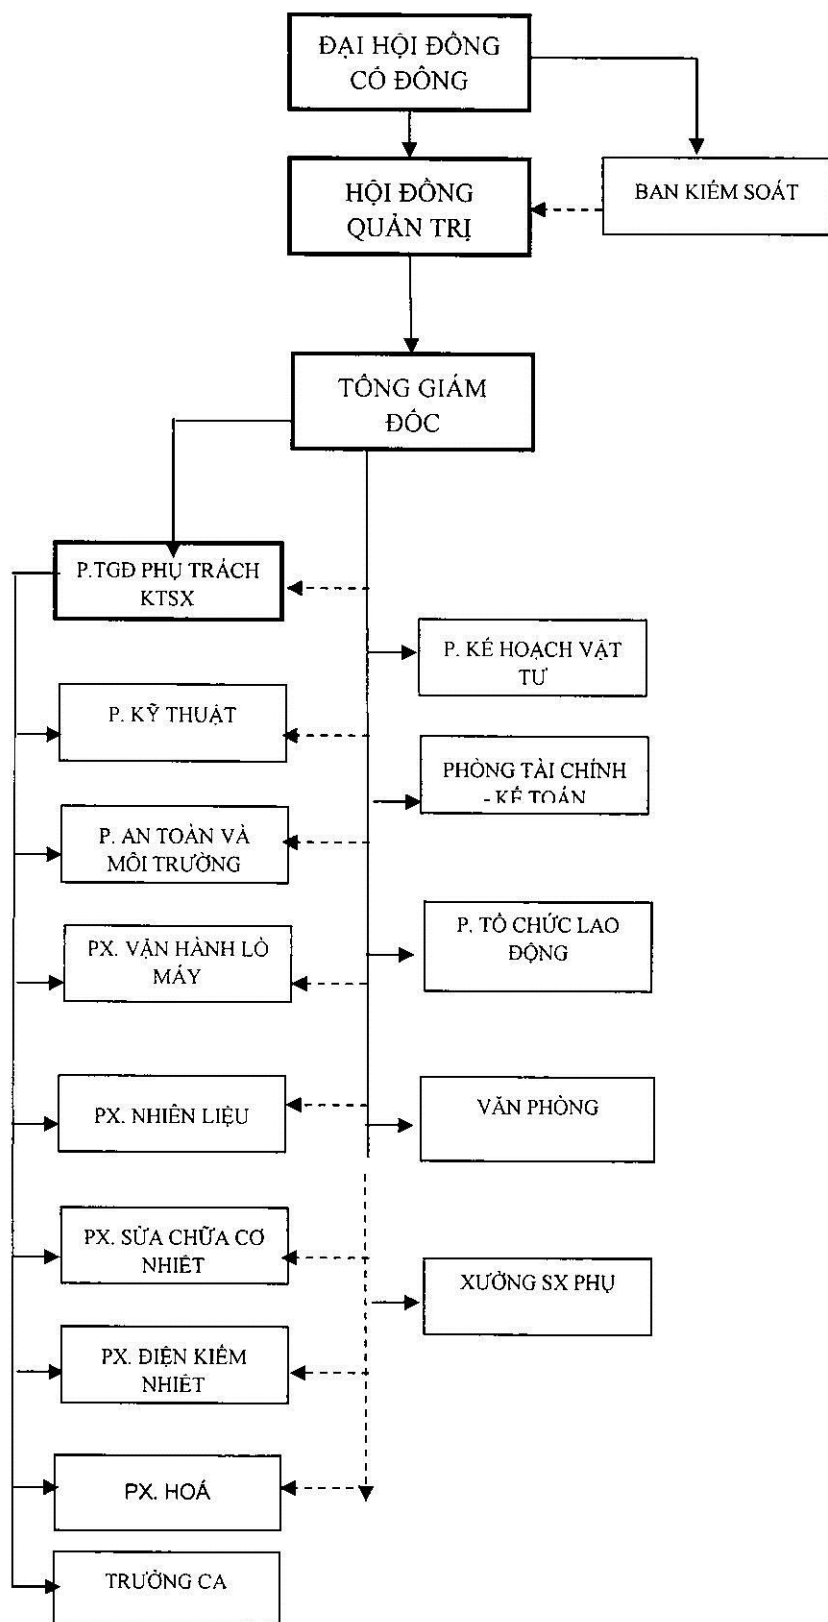 ĐẠI HỘI ĐỒNG
CỔ ĐÔNG
HỘI ĐỒNG
QUẢN TRỊ
BAN KIỂM SOÁT
TỔNG GIÁM
ĐỐC
P.TGĐ PHỤ TRÁCH
KTSX
P. KẾ HOẠCH VẬT
TƯ
P. KỸ THUẬT
PHÒNG TÀI CHÍNH
- KẾ TOÁN
P. AN TOÀN VÀ
MÔI TRƯỜNG
P. TỔ CHỨC LAO
ĐỘNG
PX. VẬN HÀNH LÒ
MÁY
PX. NHIÊN LIỆU
VĂN PHÒNG
PX. SỬA CHỮA CƠ
NHIỆT
XƯỞNG SX PHỤ
PX. ĐIỆN KIỂM
NHIỆT
PX. HOÁ
TRƯỞNG CA